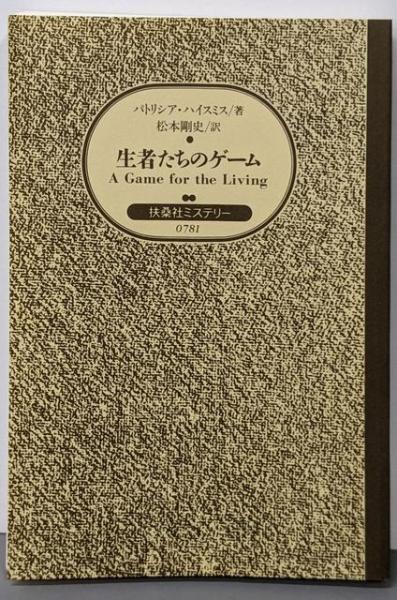 パトリシア・ハイスミス/著
松本剛史/訳
生者たちのゲーム
A Game for the Living
扶桑社ミステリー
0781